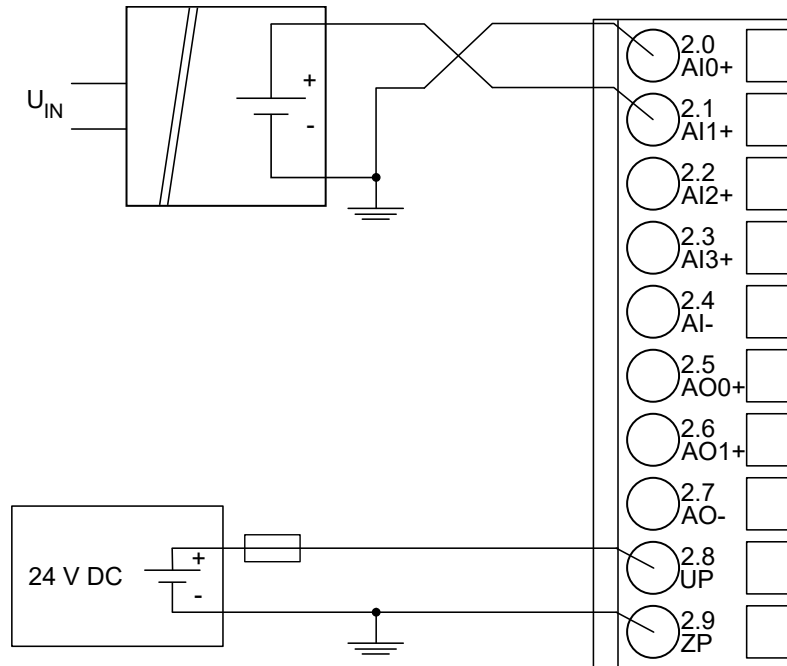 U_IN
+
-
2.0
AI0+
2.1
AI1+
2.2
AI2+
2.3
AI3+
2.4
AI-
2.5
AO0+
2.6
AO1+
2.7
AO-
24 V DC
+
-
2.8
UP
2.9
ZP